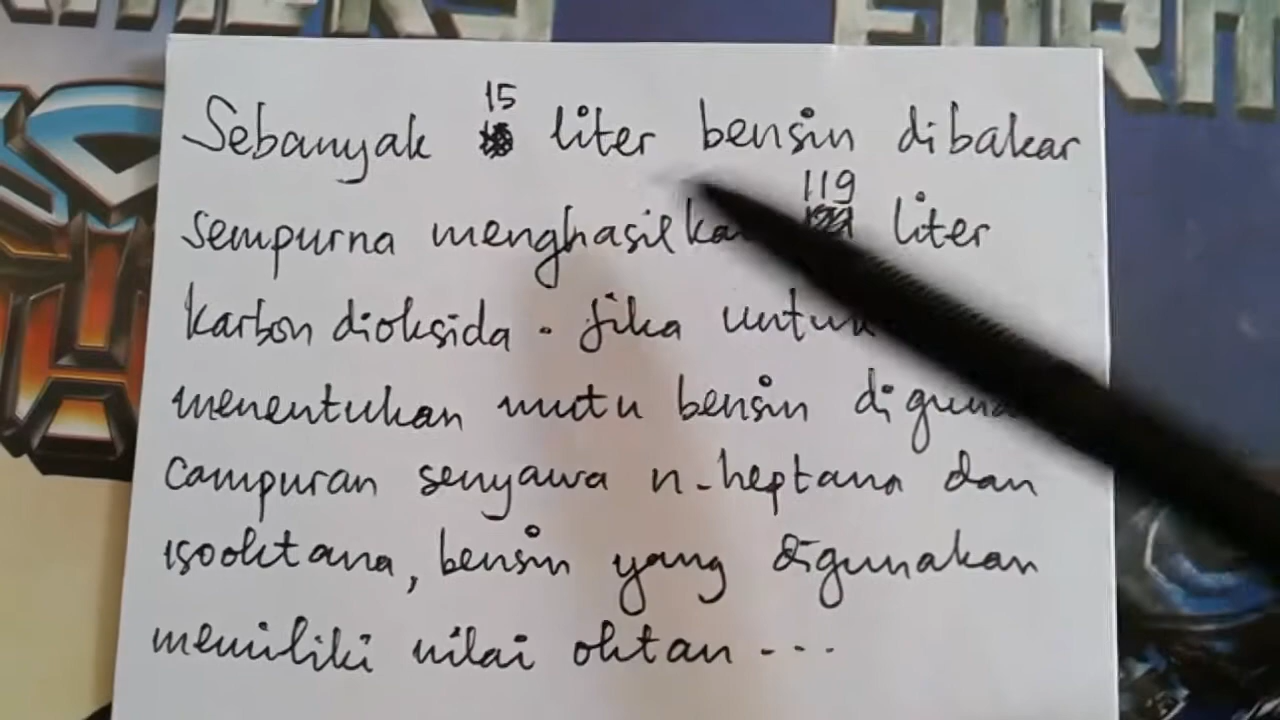 15
Sebanyak liter bensin dibakar
119
sempurna menghasilkan liter
karbon dioksida. Jika untuk
menentukan mutu bensin
campuran senyawa n-heptana dan
isooktana, bensin yang digunakan
memiliki nilai oktan ...